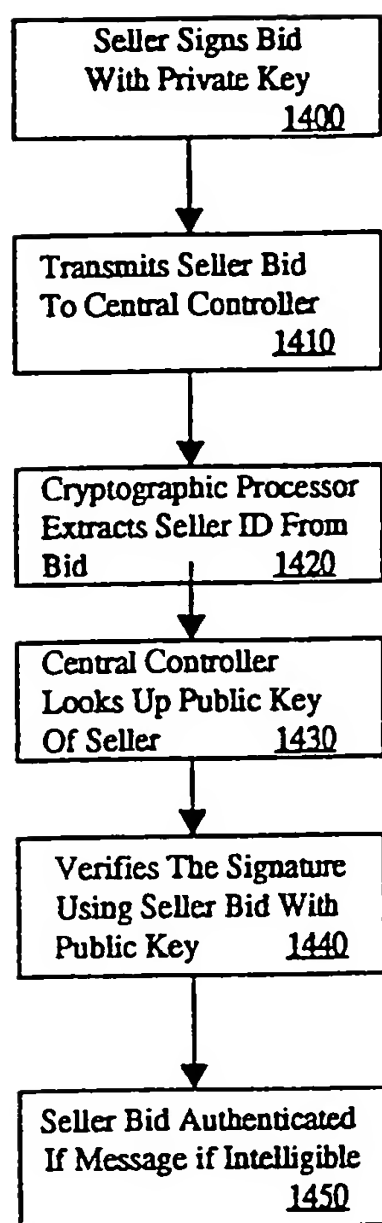 Seller Signs Bid
With Private Key
1400
Transmits Seller Bid
To Central Controller
1410
Cryptographic Processor
Extracts Seller ID From
Bid 1420
Central Controller
Looks Up Public Key
Of Seller 1430
Verifies The Signature
Using Seller Bid With
Public Key 1440
Seller Bid Authenticated
If Message if Intelligible
1450